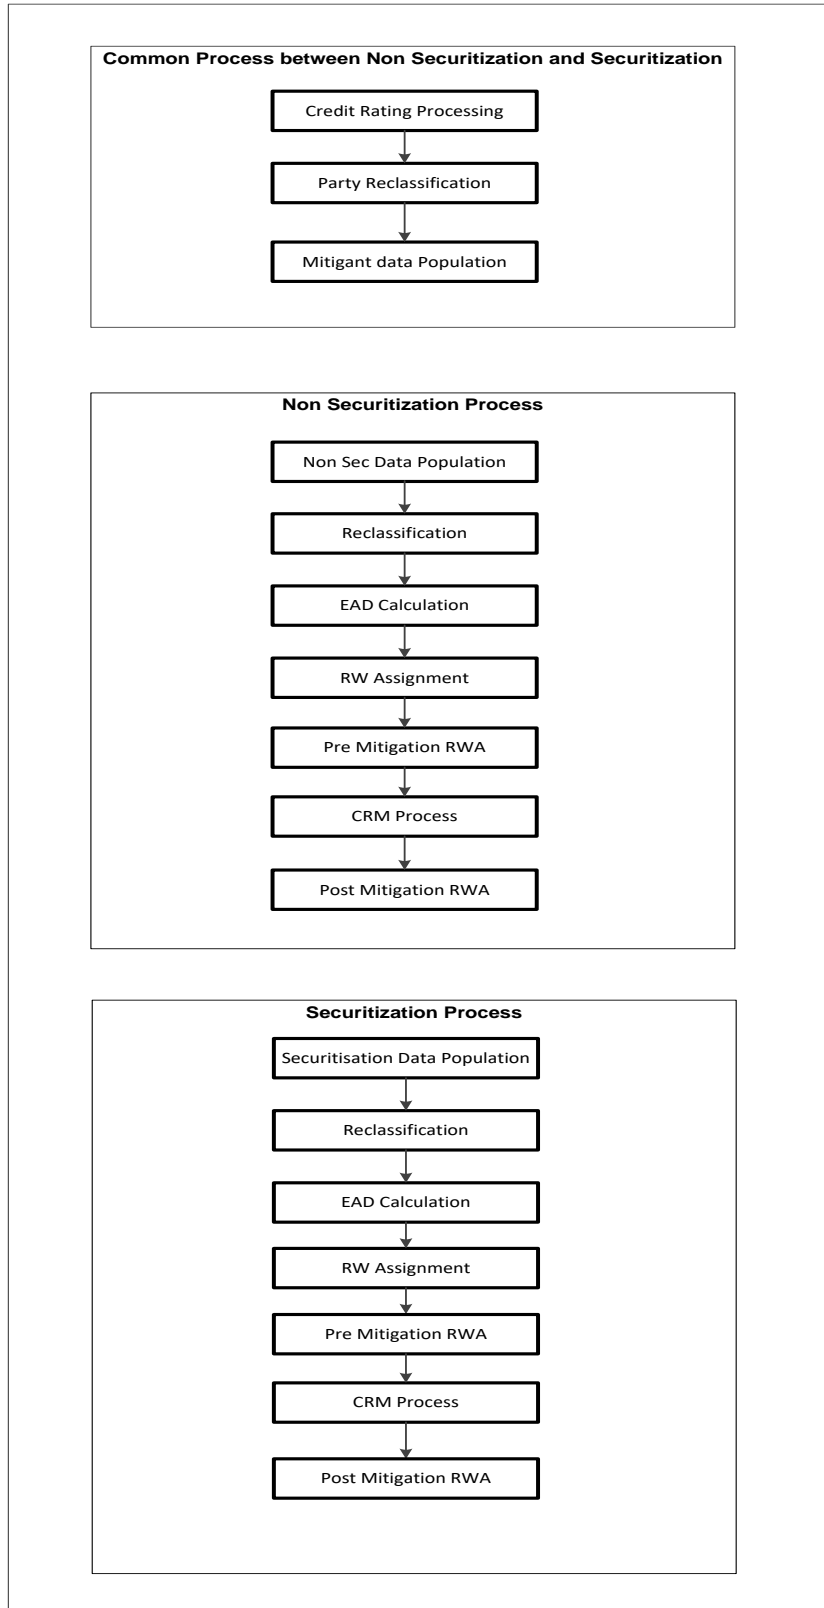 Common Process between Non Securitization and Securitization
Credit Rating Processing
Party Reclassification
Mitigant data Population
Non Securitization Process
Non Sec Data Population
Reclassification
EAD Calculation
RW Assignment
Pre Mitigation RWA
CRM Process
Post Mitigation RWA
Securitization Process
Securitisation Data Population
Reclassification
EAD Calculation
RW Assignment
Pre Mitigation RWA
CRM Process
Post Mitigation RWA